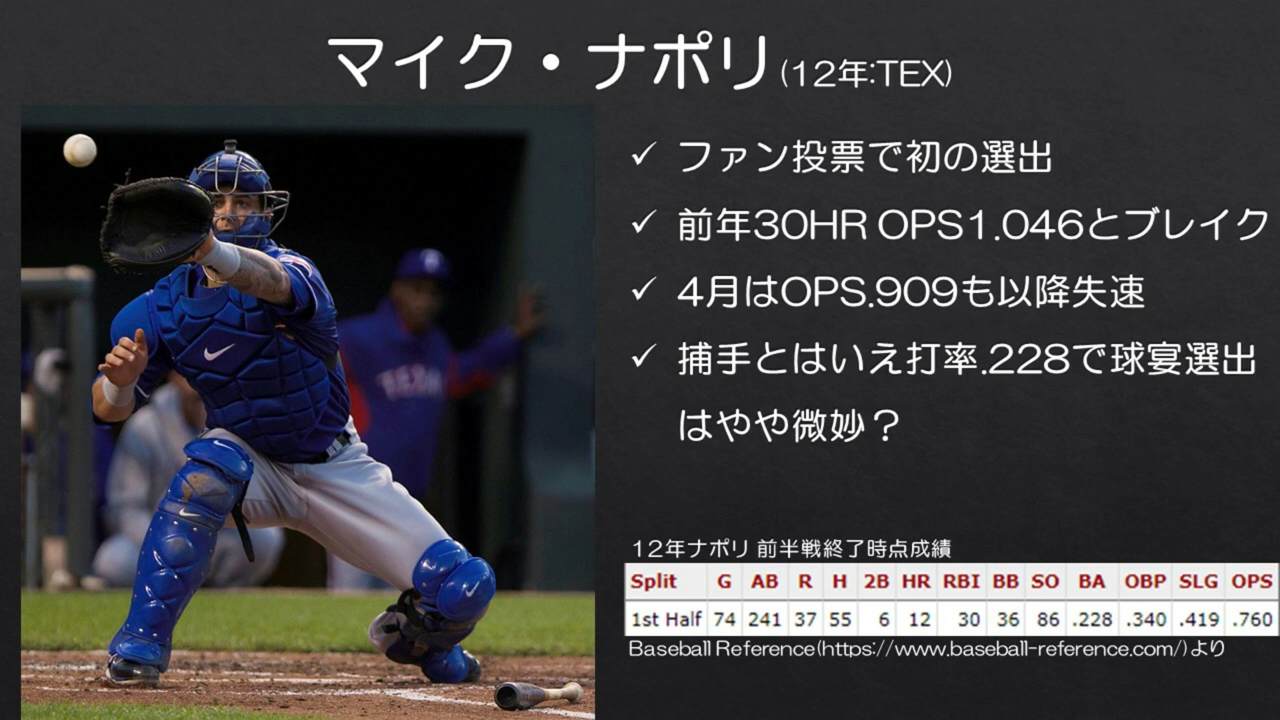 マイク・ナポリ(12年:TEX)
✓ ファン投票で初の選出
✓ 前年30HR OPS1.046とブレイク
✓ 4月はOPS.909も以降失速
✓ 捕手とはいえ打率.228で球宴選出
はやや微妙？
12年ナポリ 前半戦終了時点成績
Split G AB R H 2B HR RBI BB SO BA OBP SLG OPS
1st Half 74 241 37 55 6 12 30 36 86 .228 .340 .419 .760
Baseball Reference(https://www.baseball-reference.com/)より